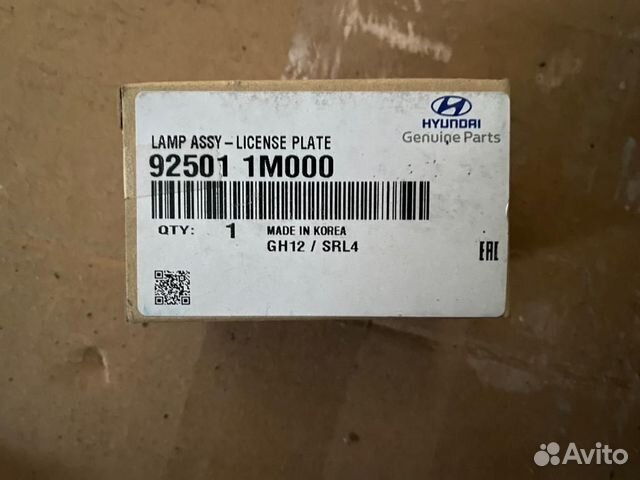 HYUNDAI
Genuine Parts
LAMP ASSY-LICENSE PLATE
92501 1M000
QTY: 1 MADE IN KOREA
GH12 / SRL4
EAC
Avito